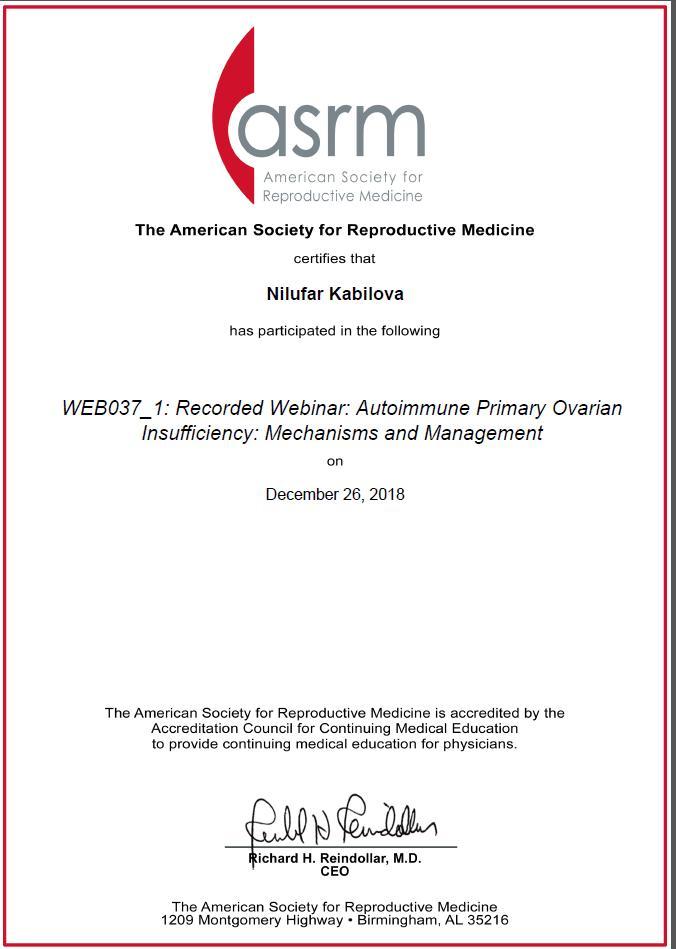 asrm
American Society for
Reproductive Medicine
The American Society for Reproductive Medicine
certifies that
Nilufar Kabilova
has participated in the following
WEB037_1: Recorded Webinar: Autoimmune Primary Ovarian
Insufficiency: Mechanisms and Management
on
December 26, 2018
The American Society for Reproductive Medicine is accredited by the
Accreditation Council for Continuing Medical Education
to provide continuing medical education for physicians.
Richard H. Reindollar, M.D.
CEO
The American Society for Reproductive Medicine
1209 Montgomery Highway • Birmingham, AL 35216